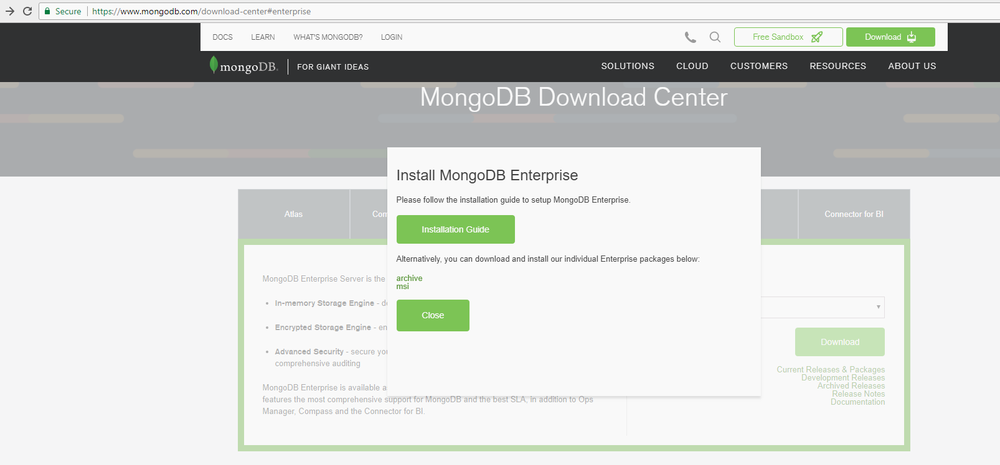 Secure https://www.mongodb.com/download-center#enterprise
DOCS LEARN WHAT'S MONGODB? LOGIN Free Sandbox Download
mongoDB. FOR GIANT IDEAS SOLUTIONS CLOUD CUSTOMERS RESOURCES ABOUT US
MongoDB Download Center
Install MongoDB Enterprise
Please follow the installation guide to setup MongoDB Enterprise.
Installation Guide
Alternatively, you can download and install our individual Enterprise packages below:
archive
msi
Close
Atlas Com Connector for BI
MongoDB Enterprise Server is the
• In-memory Storage Engine - de
• Encrypted Storage Engine - en
• Advanced Security - secure you
comprehensive auditing
MongoDB Enterprise is available a
features the most comprehensive support for MongoDB and the best SLA, in addition to Ops
Manager, Compass and the Connector for BI.
Download
Current Releases & Packages
Development Releases
Archived Releases
Release Notes
Documentation